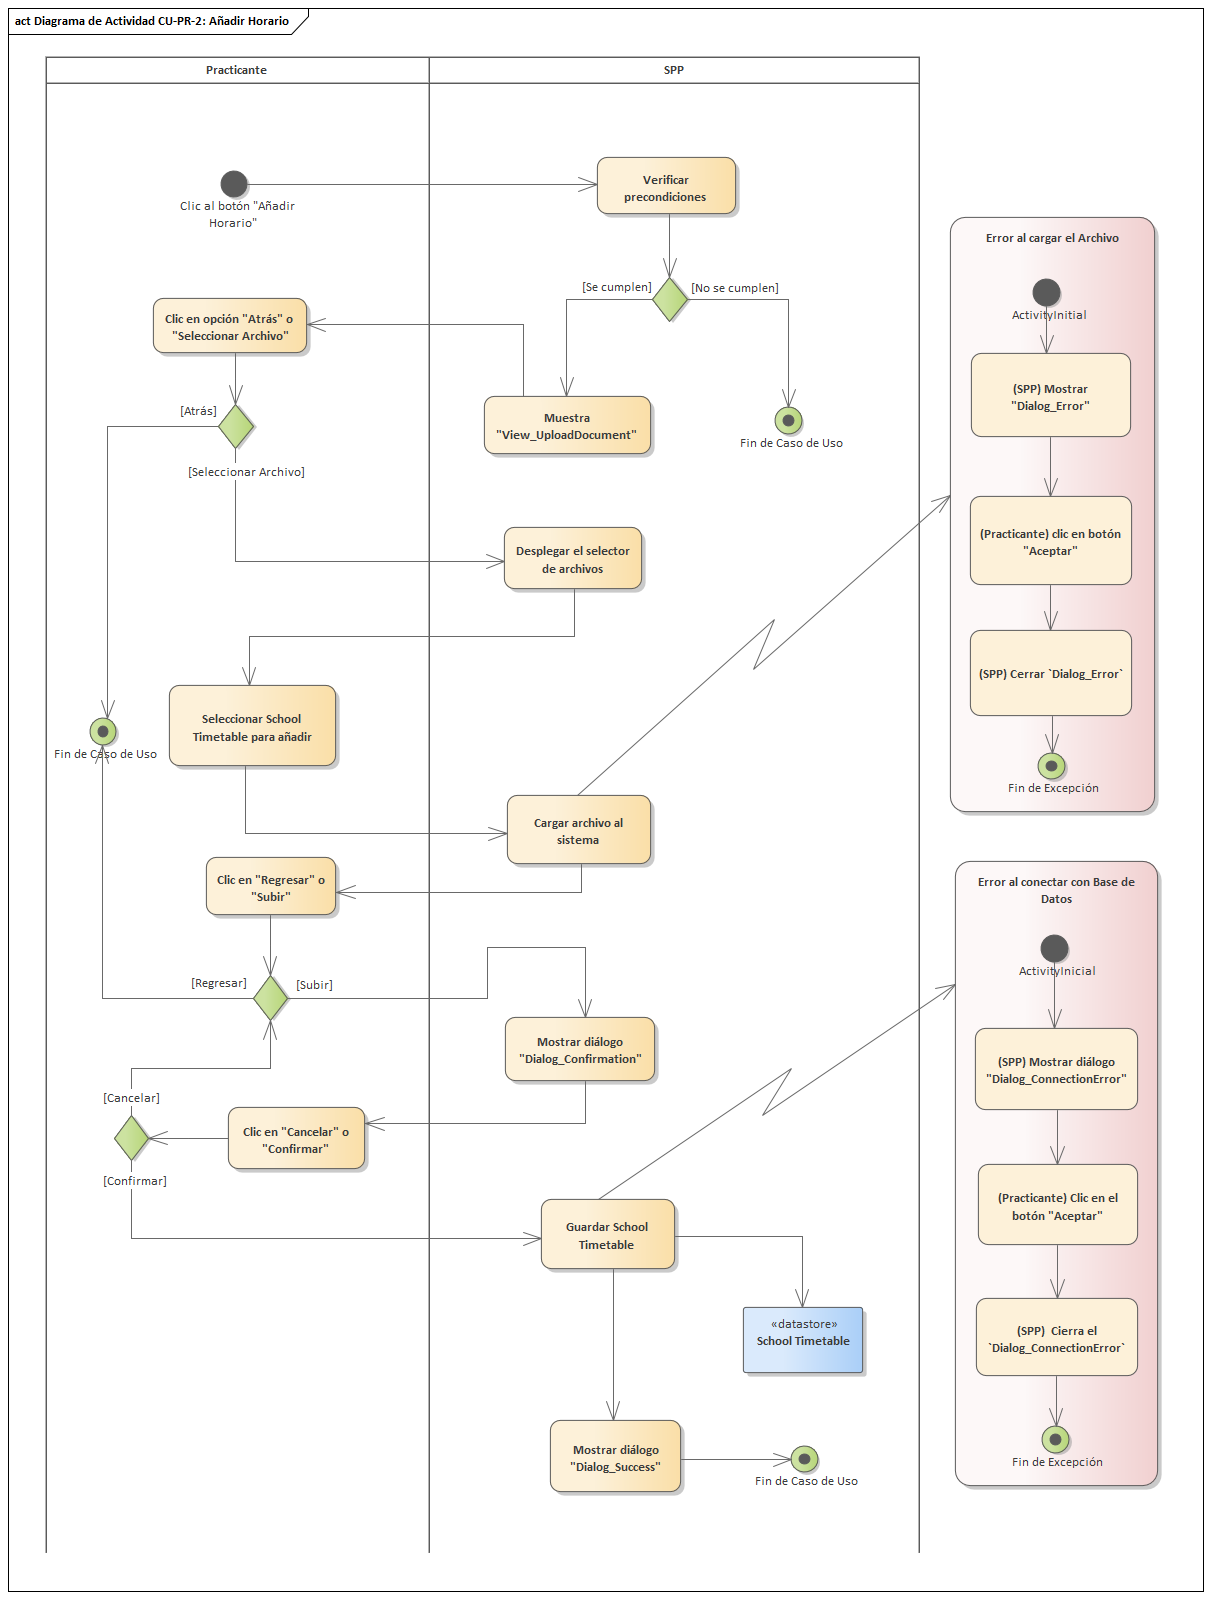 act Diagrama de Actividad CU-PR-2: Añadir Horario
Practicante
SPP
Clic al botón "Añadir
Horario"
Verificar
precondiciones
[Se cumplen]
[No se cumplen]
Clic en opción "Atrás" o
"Seleccionar Archivo"
[Atrás]
[Seleccionar Archivo]
Muestra
"View_UploadDocument"
Fin de Caso de Uso
Desplegar el selector
de archivos
Seleccionar School
Timetable para añadir
Fin de Caso de Uso
Cargar archivo al
sistema
Clic en "Regresar" o
"Subir"
[Regresar]
[Subir]
Mostrar diálogo
"Dialog_Confirmation"
[Cancelar]
Clic en "Cancelar" o
"Confirmar"
[Confirmar]
Guardar School
Timetable
«datastore»
School Timetable
Mostrar diálogo
"Dialog_Success"
Fin de Caso de Uso
Error al cargar el Archivo
ActivityInitial
(SPP) Mostrar
"Dialog_Error"
(Practicante) clic en botón
"Aceptar"
(SPP) Cerrar `Dialog_Error`
Fin de Excepción
Error al conectar con Base de
Datos
ActivityInicial
(SPP) Mostrar diálogo
"Dialog_ConnectionError"
(Practicante) Clic en el
botón "Aceptar"
(SPP)  Cierra el
`Dialog_ConnectionError`
Fin de Excepción